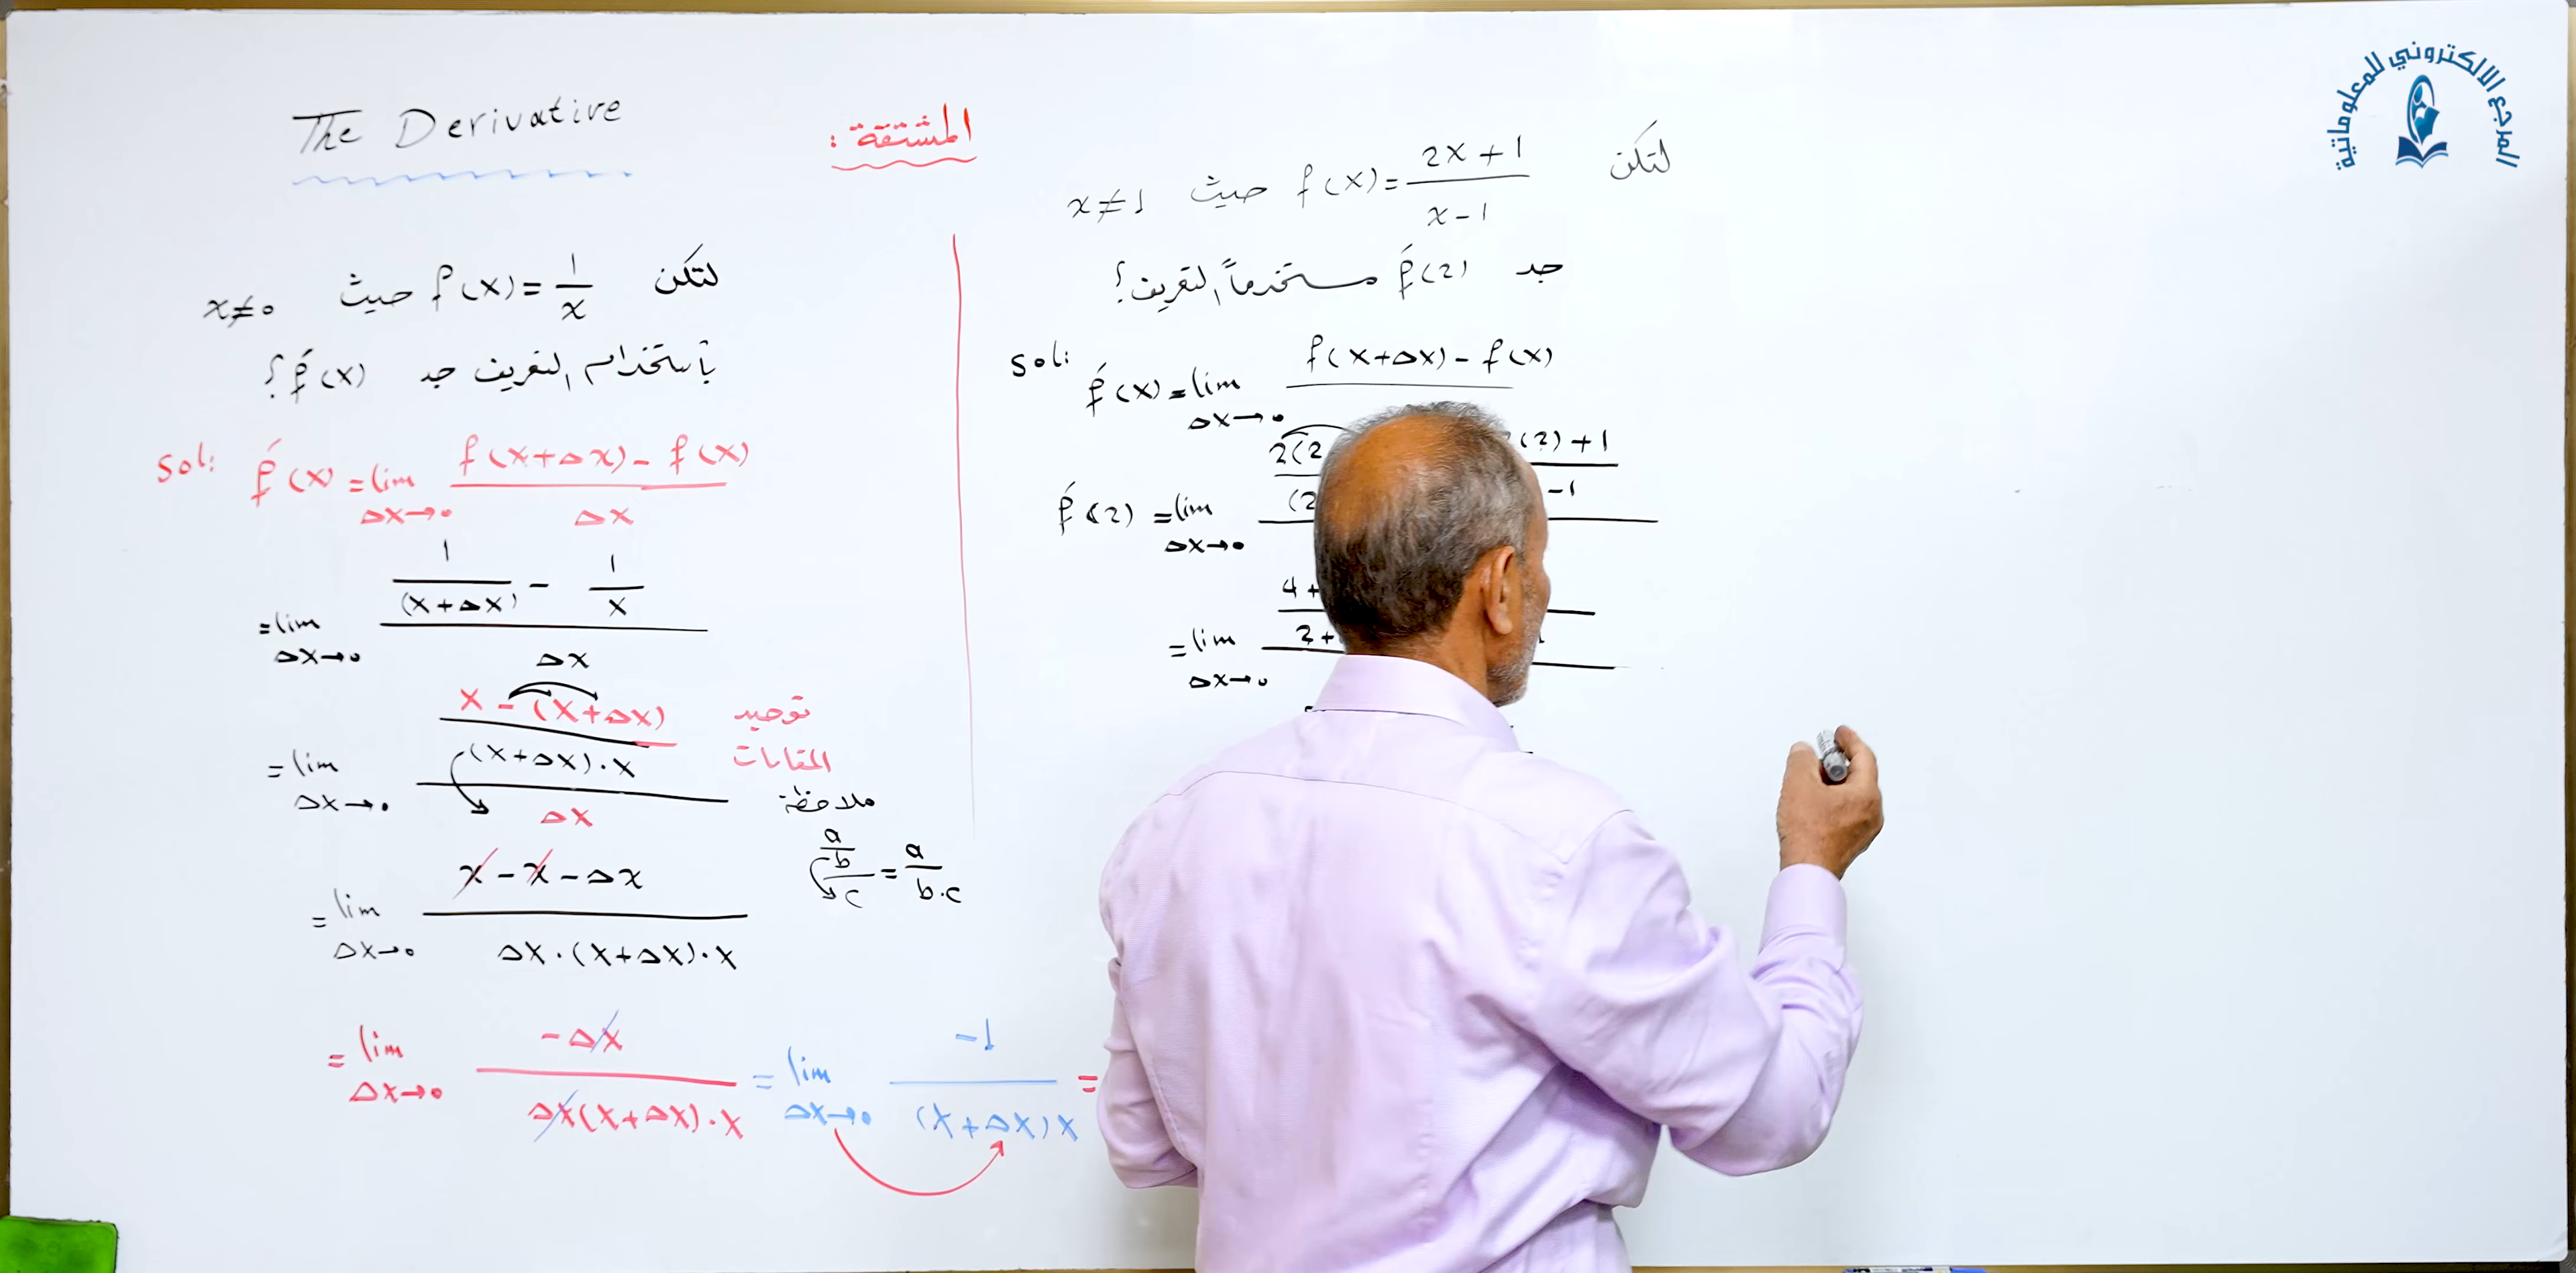 المرجع الالكتروني للمعلوماتية
The Derivative
المشتقة :
لتكن f(x) = 1/x حيث x≠0
بأستخدام التعريف جد f́(x) ؟
sol: f́(x) = lim Δx→0 f(x+Δx) - f(x) / Δx
= lim Δx→0 1/(x+Δx) - 1/x / Δx
= lim Δx→0 x - (x+Δx) / (x+Δx).x / Δx
توحيد
المقامات
ملاحظة
a/b / c = a / b.c
= lim Δx→0 x - x - Δx / Δx.(x+Δx).x
= lim Δx→0 -Δx / Δx(x+Δx).x = lim Δx→0 -1 / (x+Δx)x =
لتكن f(x) = 2x+1 / x-1 حيث x≠1
جد f́(2) مستخدماً التعريف ؟
sol: f́(x) = lim Δx→0 f(x+Δx) - f(x)
f́(2) = lim Δx→0 2(2 (2) + 1 / (2 -1
= lim Δx→0 4+ / 2+